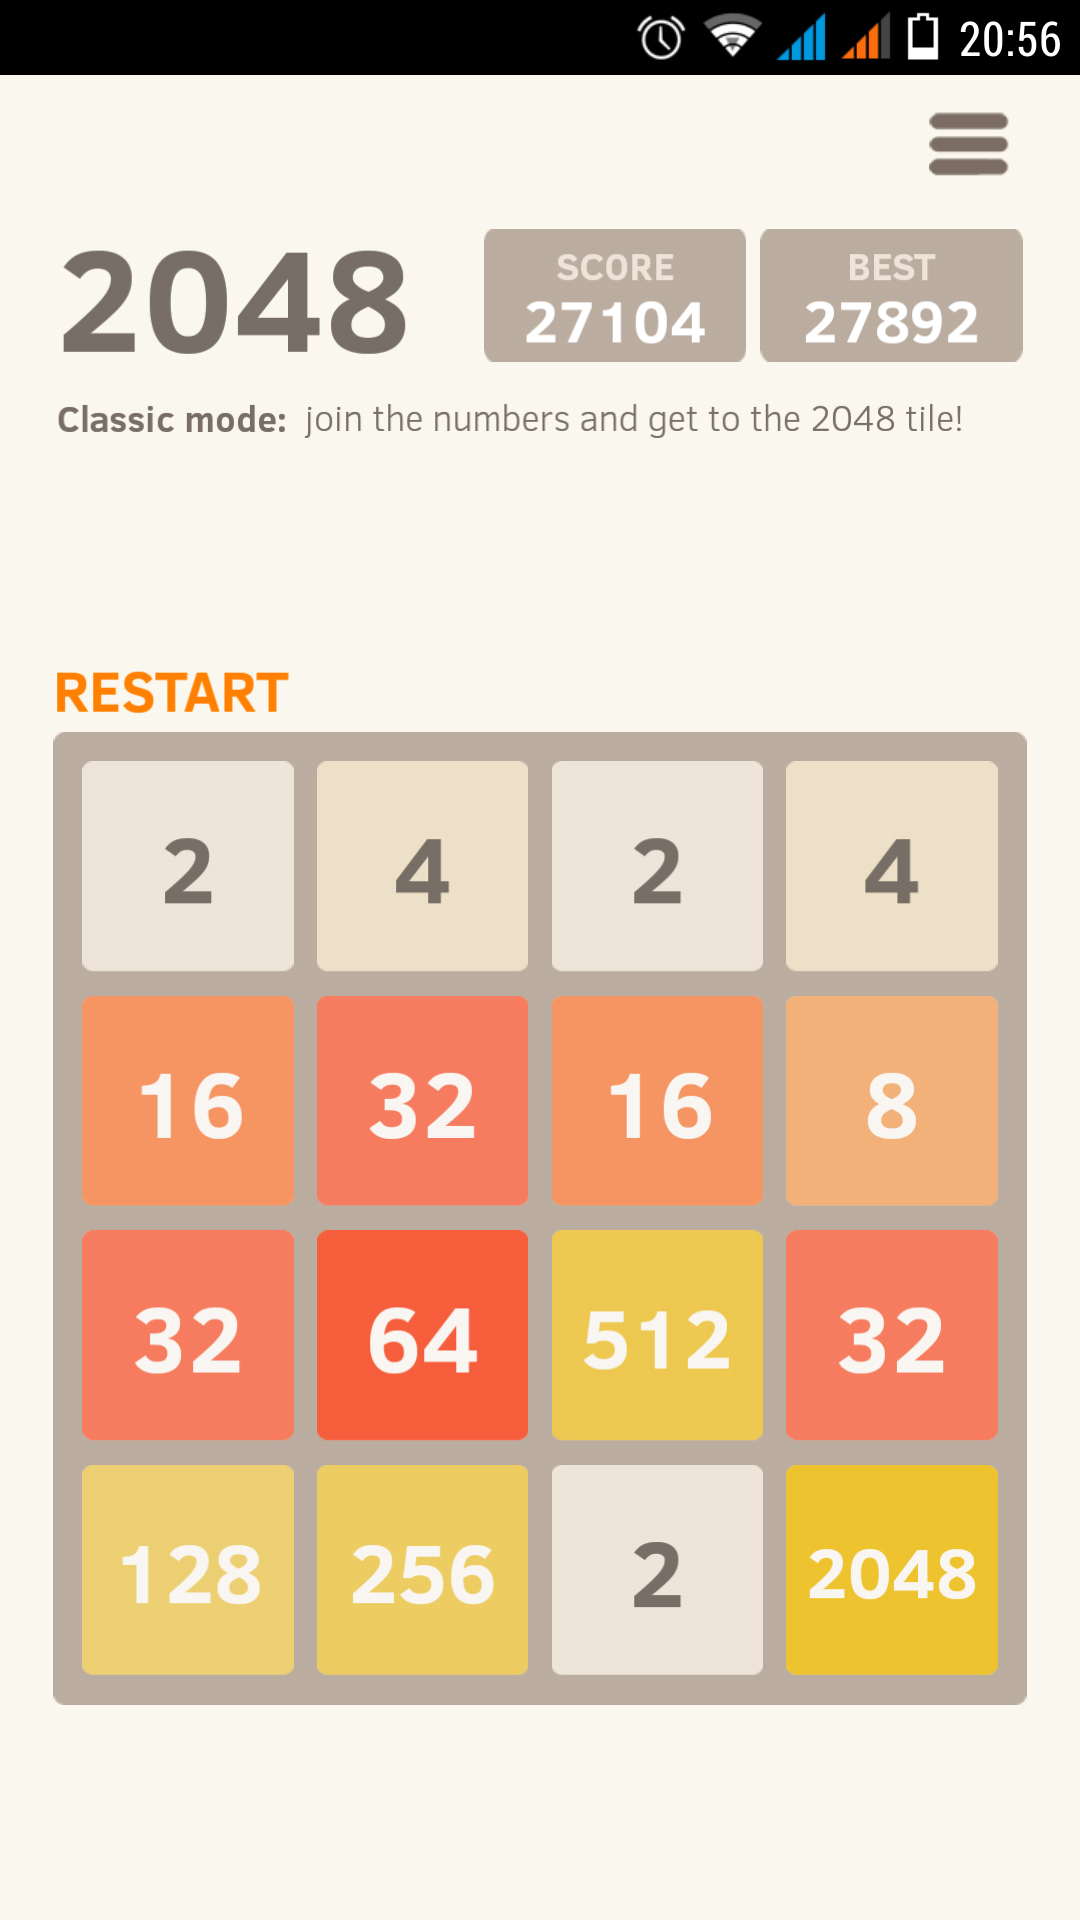 20:56
2048
SCORE
27104
BEST
27892
Classic mode: join the numbers and get to the 2048 tile!
RESTART
2 4 2 4
16 32 16 8
32 64 512 32
128 256 2 2048